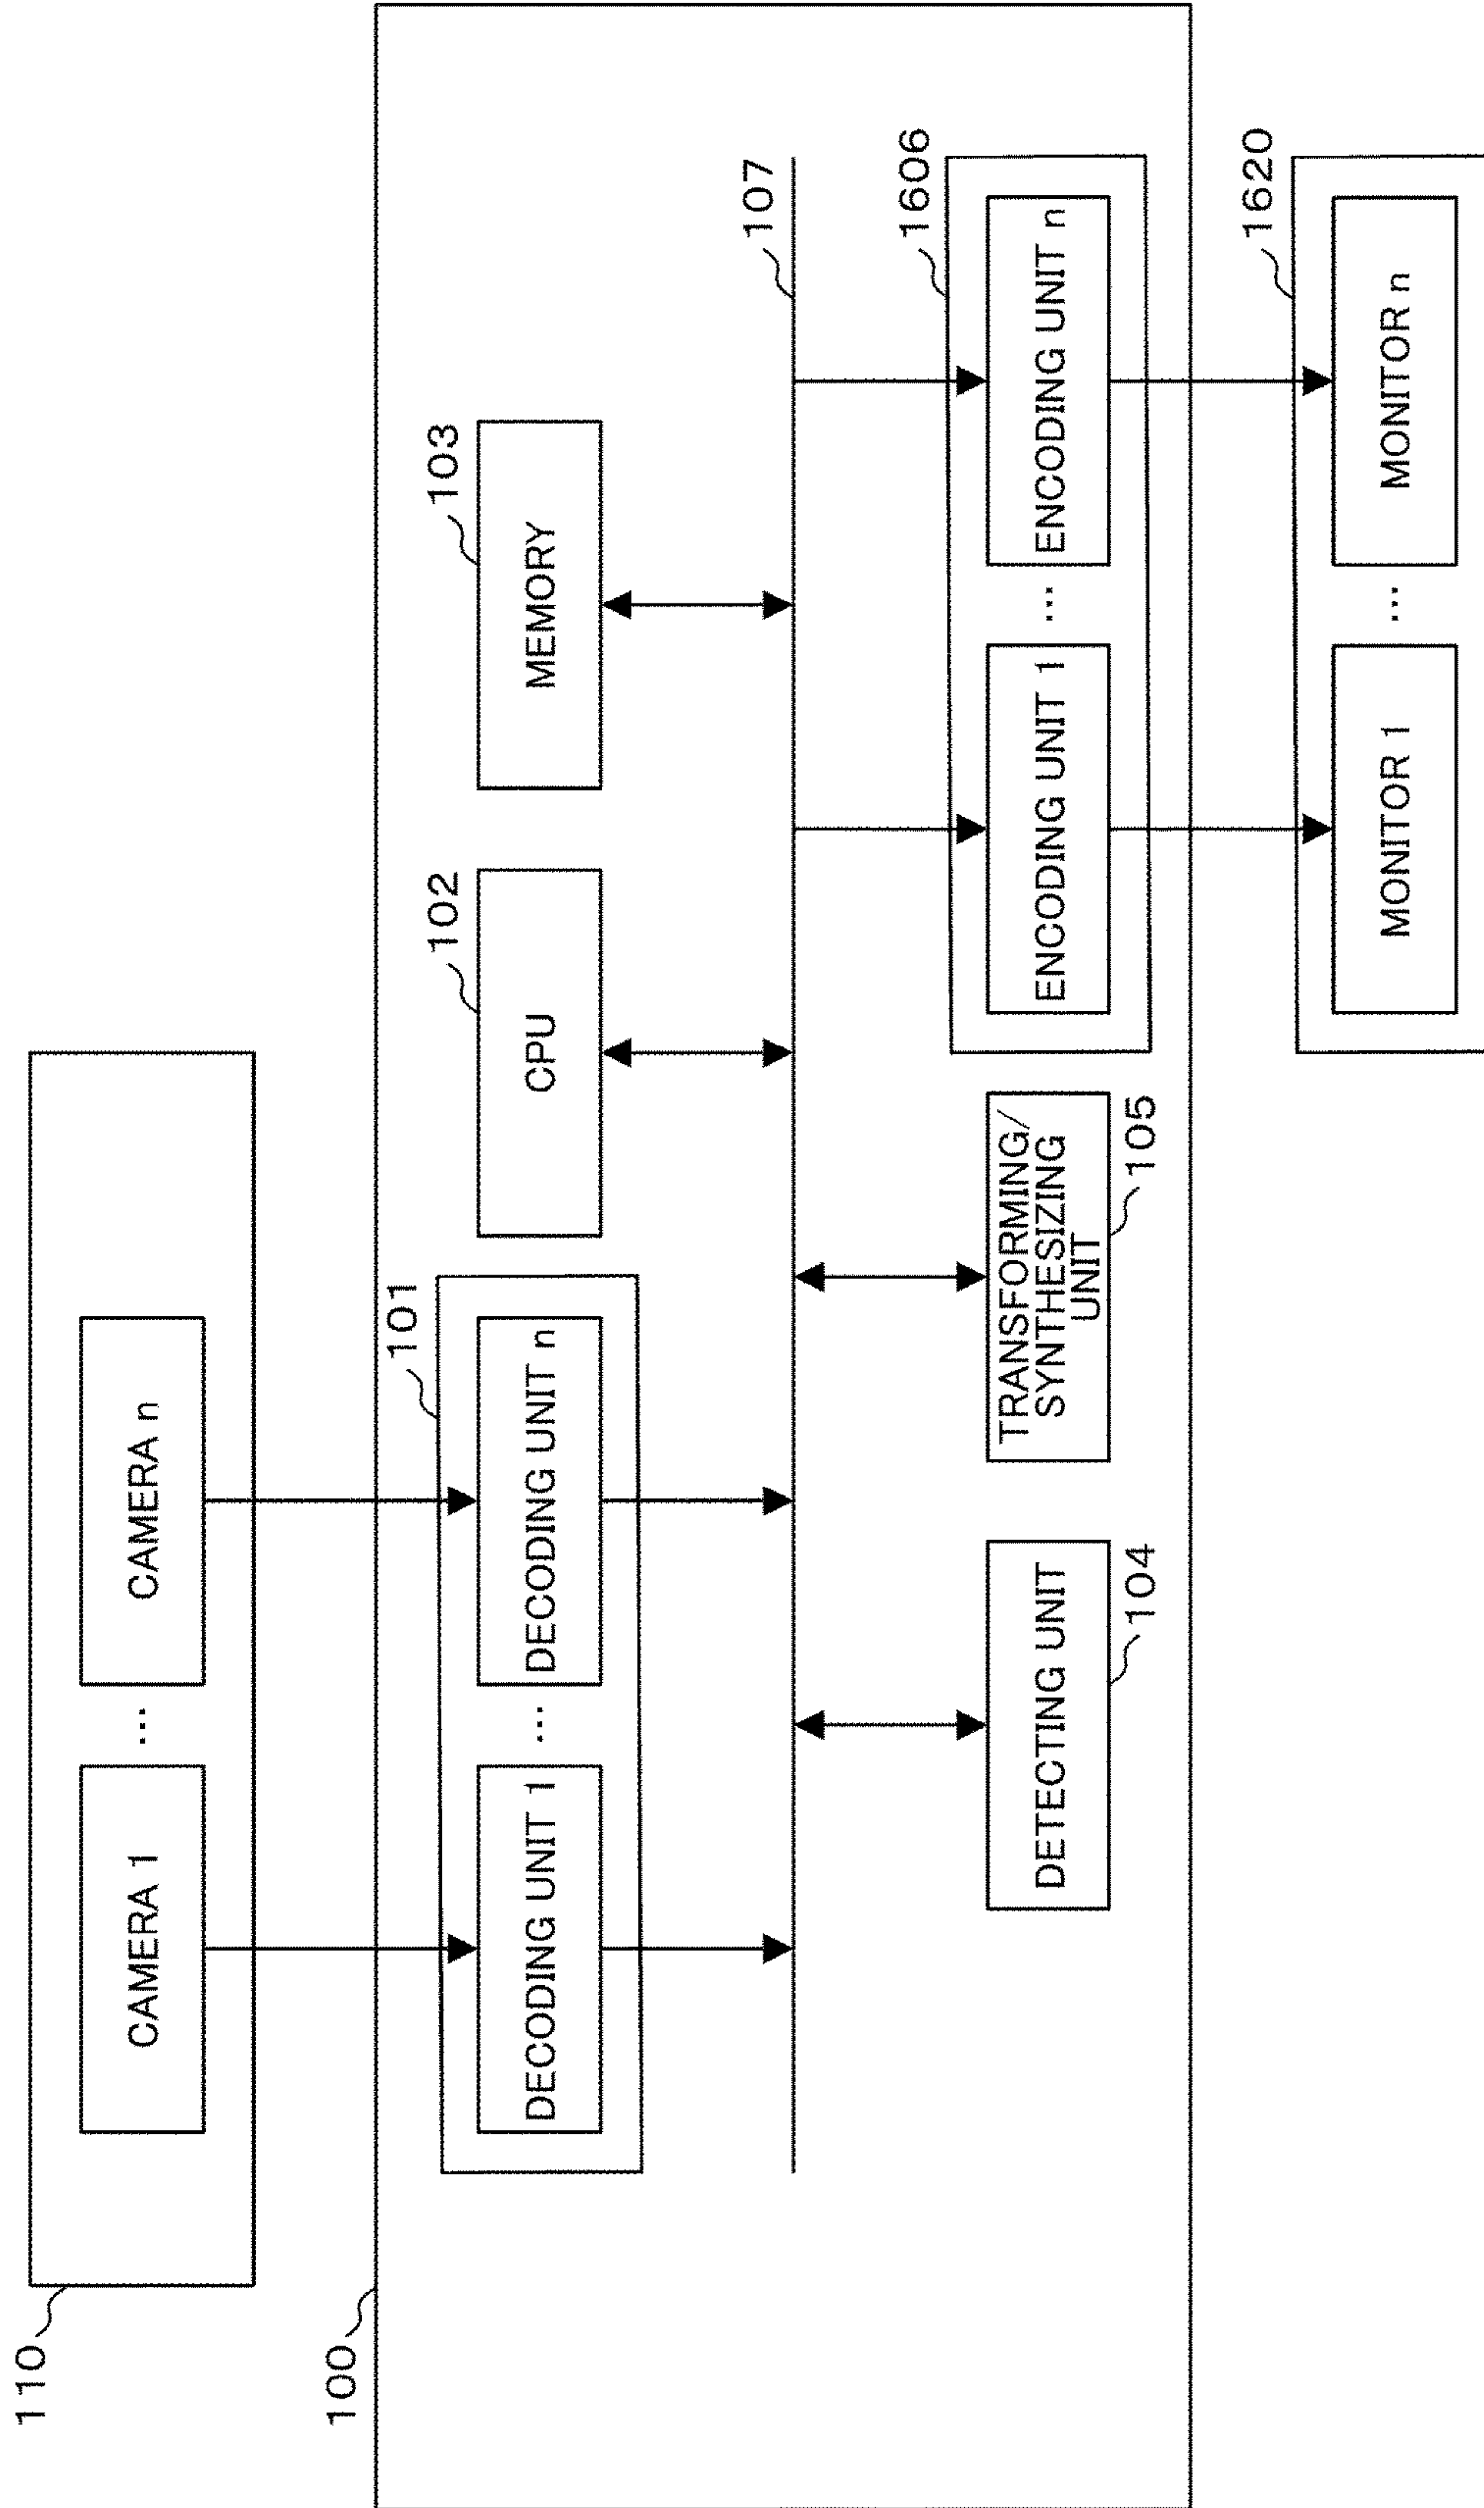 110
CAMERA 1
...
CAMERA n
100
101
DECODING UNIT 1
...
DECODING UNIT n
102
CPU
103
MEMORY
107
104
DETECTING UNIT
105
TRANSFORMING/
SYNTHESIZING
UNIT
1606
ENCODING UNIT 1
...
ENCODING UNIT n
1620
MONITOR 1
...
MONITOR n